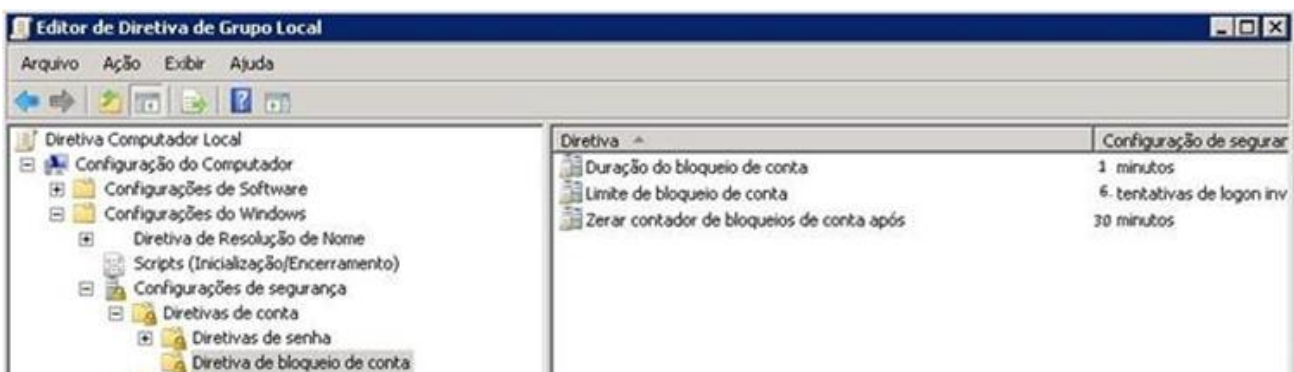 Editor de Diretiva de Grupo Local
Arquivo Ação Exibir Ajuda
Diretiva Computador Local
Configuração do Computador
Configurações de Software
Configurações do Windows
Diretiva de Resolução de Nome
Scripts (Inicialização/Encerramento)
Configurações de segurança
Diretivas de conta
Diretivas de senha
Diretiva de bloqueio de conta
Diretiva Configuração de seguran
Duração do bloqueio de conta 1 minutos
Limite de bloqueio de conta 6. tentativas de logon inv
Zerar contador de bloqueios de conta após 30 minutos